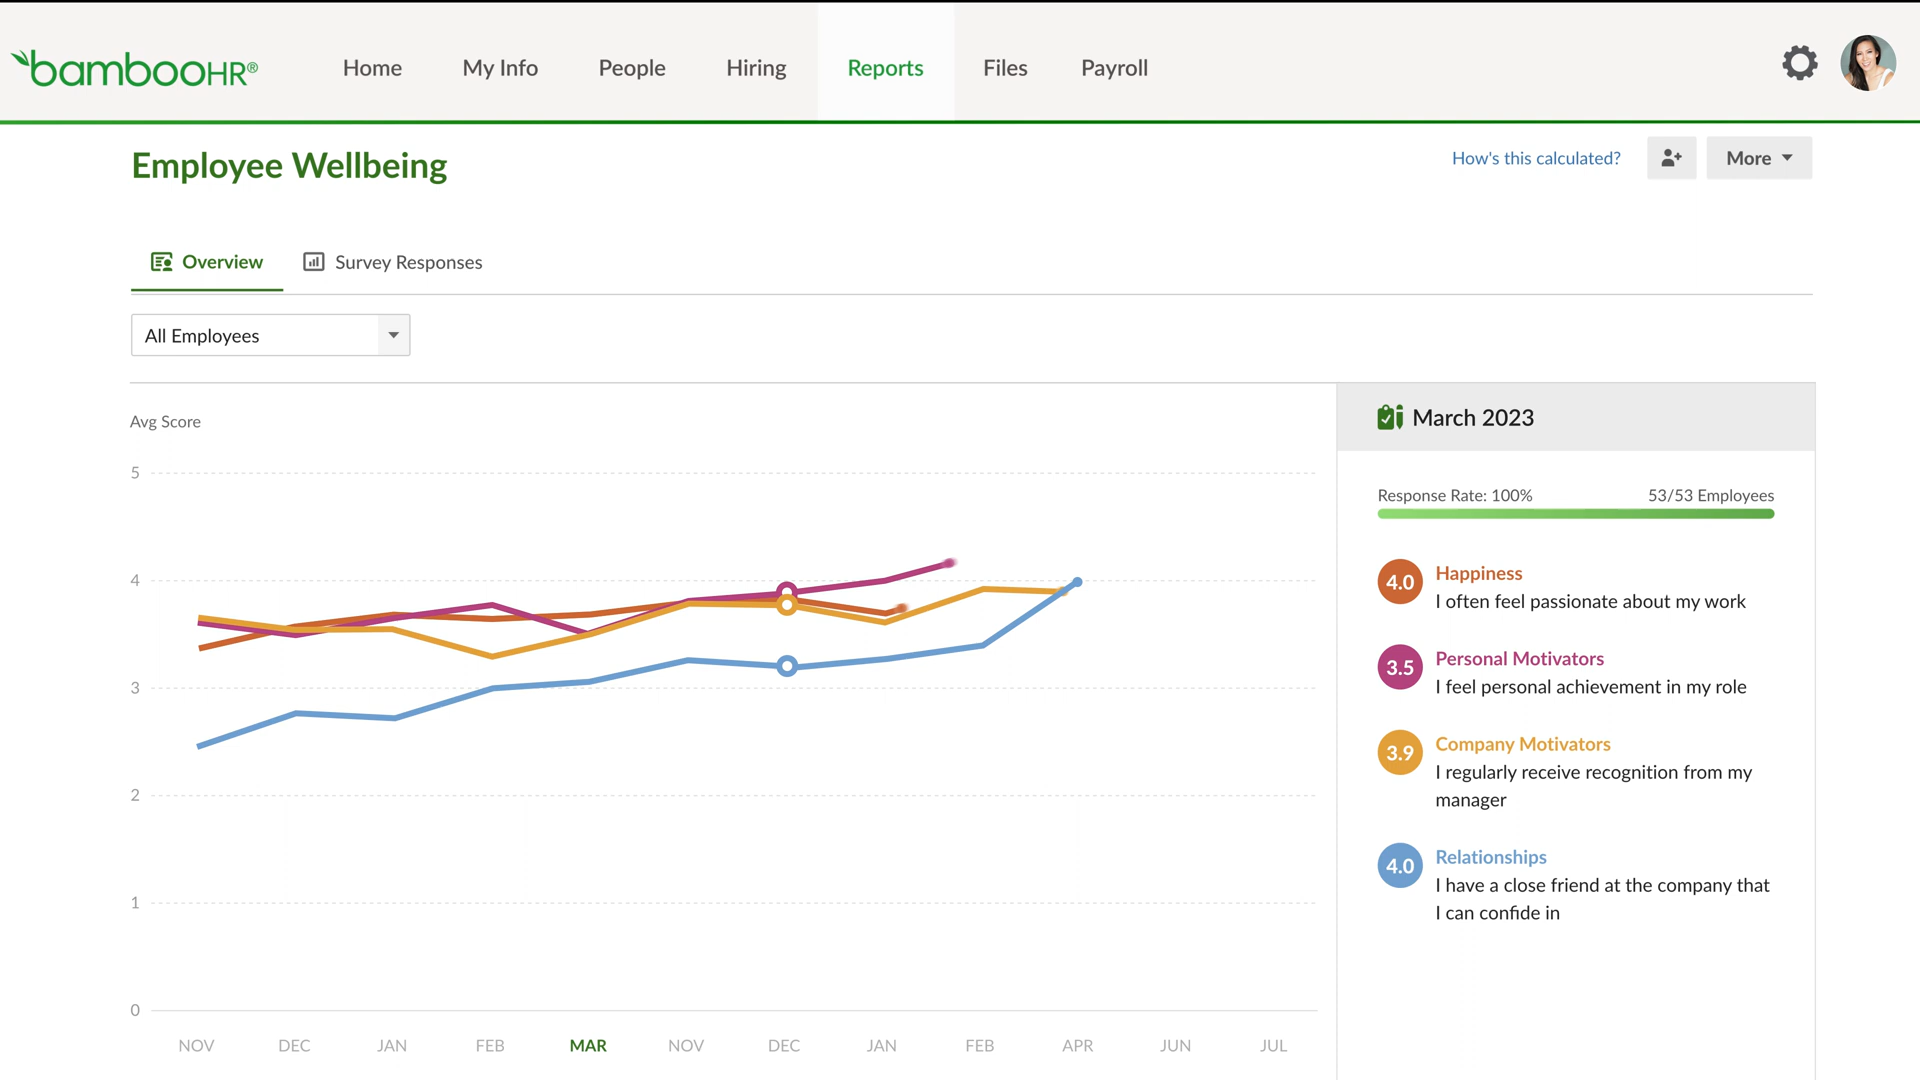 bambooHR®
Home My Info People Hiring Reports Files Payroll
Employee Wellbeing
How's this calculated?
More
Overview
Survey Responses
All Employees
Avg Score
5
4
3
2
1
0
NOV DEC JAN FEB MAR NOV DEC JAN FEB APR JUN JUL
March 2023
Response Rate: 100% 53/53 Employees
4.0 Happiness
I often feel passionate about my work
3.5 Personal Motivators
I feel personal achievement in my role
3.9 Company Motivators
I regularly receive recognition from my
manager
4.0 Relationships
I have a close friend at the company that
I can confide in